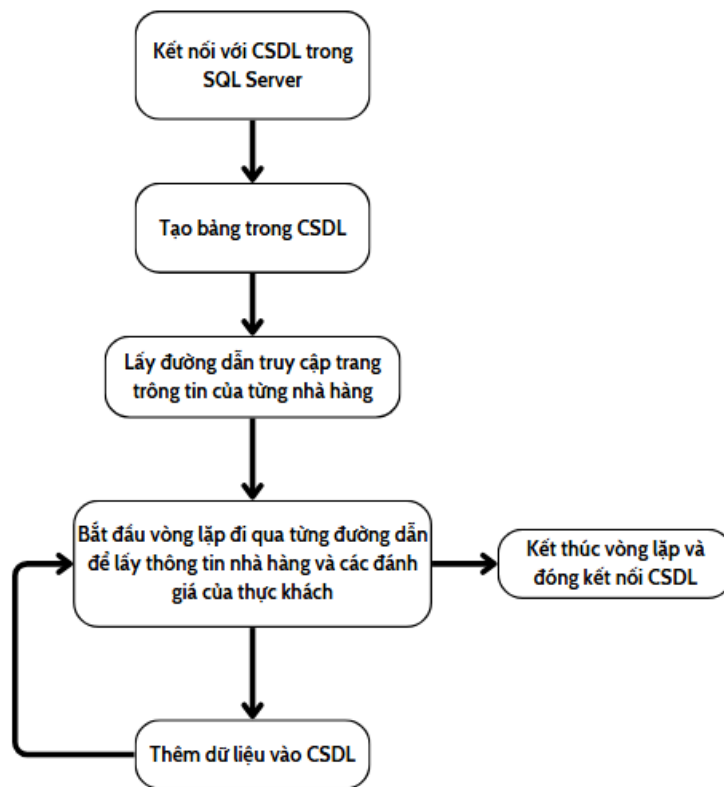 Kết nối với CSDL trong
SQL Server
Tạo bảng trong CSDL
Lấy đường dẫn truy cập trang
trông tin của từng nhà hàng
Bắt đầu vòng lặp đi qua từng đường dẫn
để lấy thông tin nhà hàng và các đánh
giá của thực khách
Kết thúc vòng lặp và
đóng kết nối CSDL
Thêm dữ liệu vào CSDL